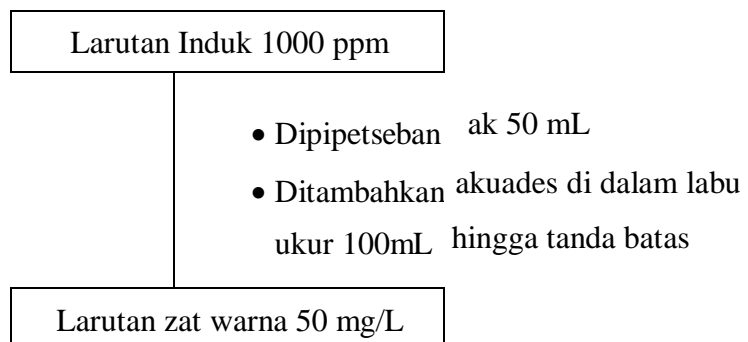 Larutan Induk 1000 ppm
• Dipipetseban ak 50 mL
• Ditambahkan akuades di dalam labu
ukur 100mL hingga tanda batas
Larutan zat warna 50 mg/L